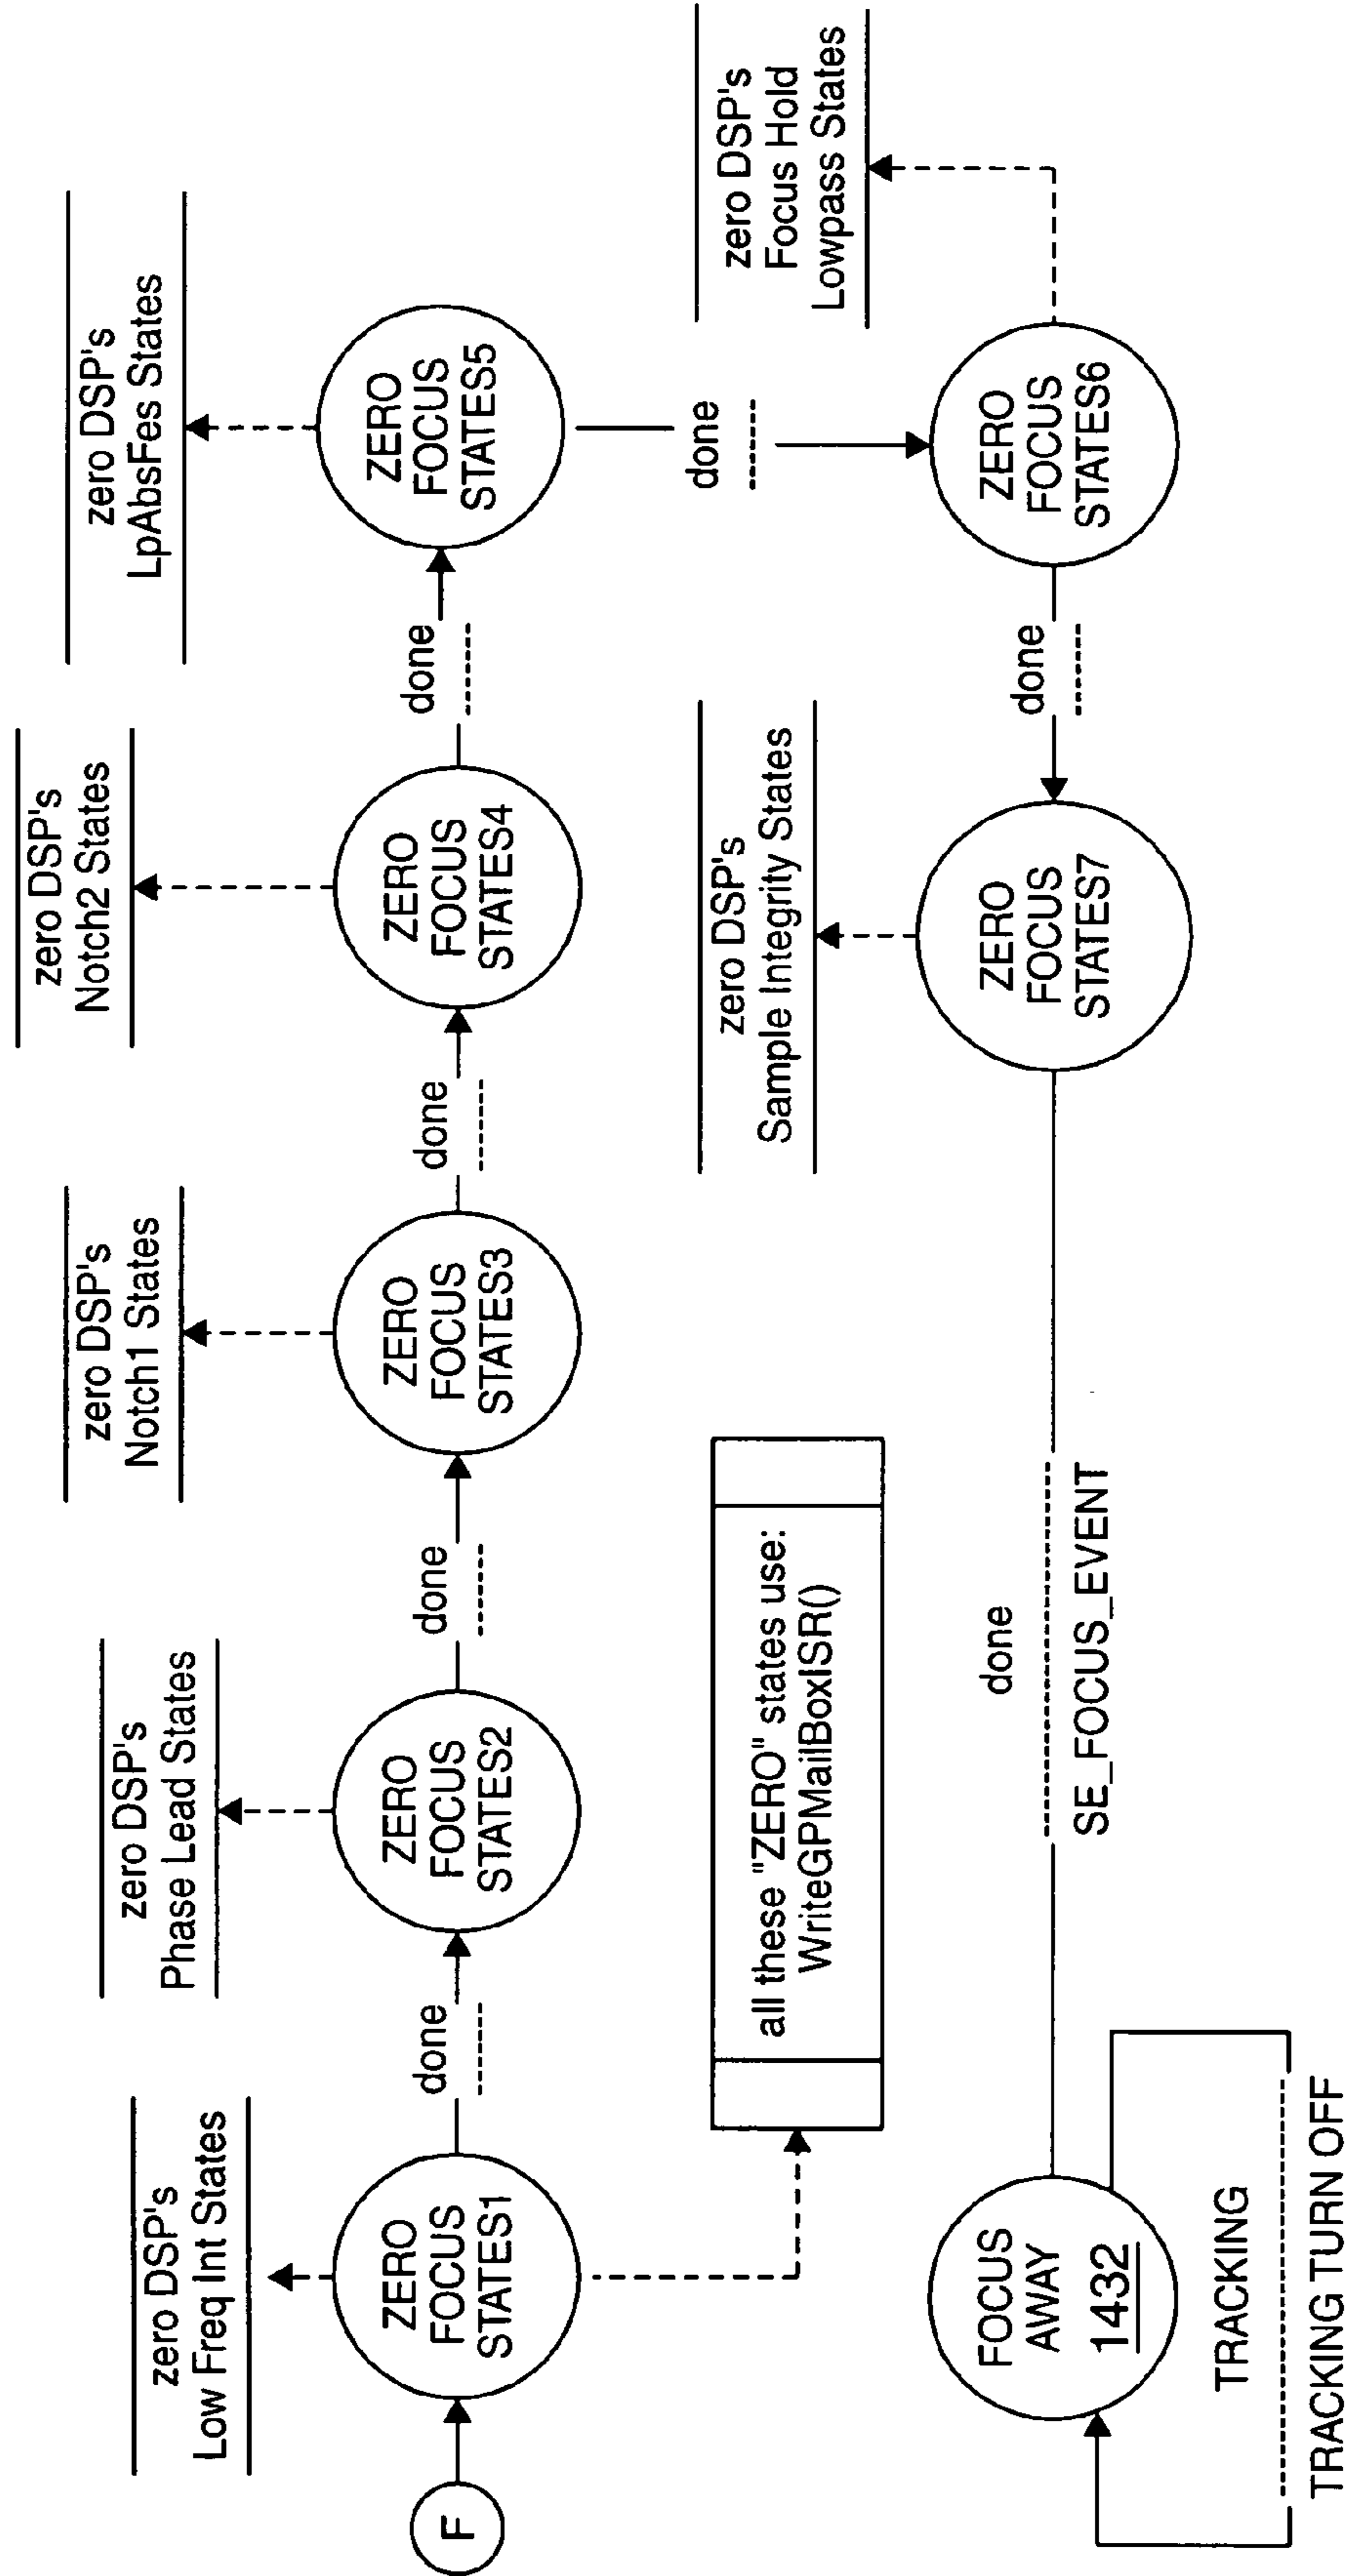 zero DSP's
Low Freq Int States
zero DSP's
Phase Lead States
zero DSP's
Notch1 States
zero DSP's
Notch2 States
zero DSP's
LpAbsFes States
F
ZERO
FOCUS
STATES1
done
ZERO
FOCUS
STATES2
done
ZERO
FOCUS
STATES3
done
ZERO
FOCUS
STATES4
done
ZERO
FOCUS
STATES5
all these "ZERO" states use:
WriteGPMailBoxISR()
zero DSP's
Sample Integrity States
done
zero DSP's
Focus Hold
Lowpass States
FOCUS
AWAY
1432
done
SE_FOCUS_EVENT
ZERO
FOCUS
STATES7
done
ZERO
FOCUS
STATES6
TRACKING
TRACKING TURN OFF